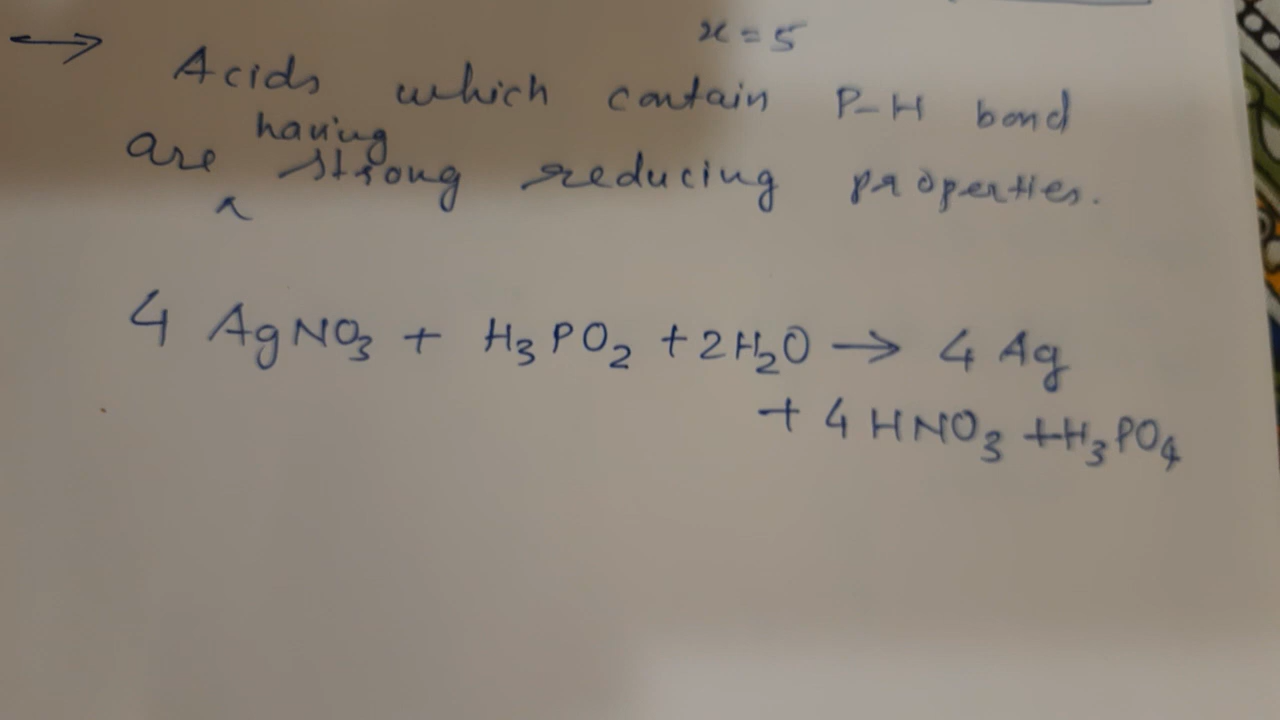 x = 5
→ Acids which contain P-H bond
are having strong reducing properties.
4 AgNO₃ + H₃PO₂ + 2H₂O → 4 Ag
+ 4 HNO₃ + H₃PO₄